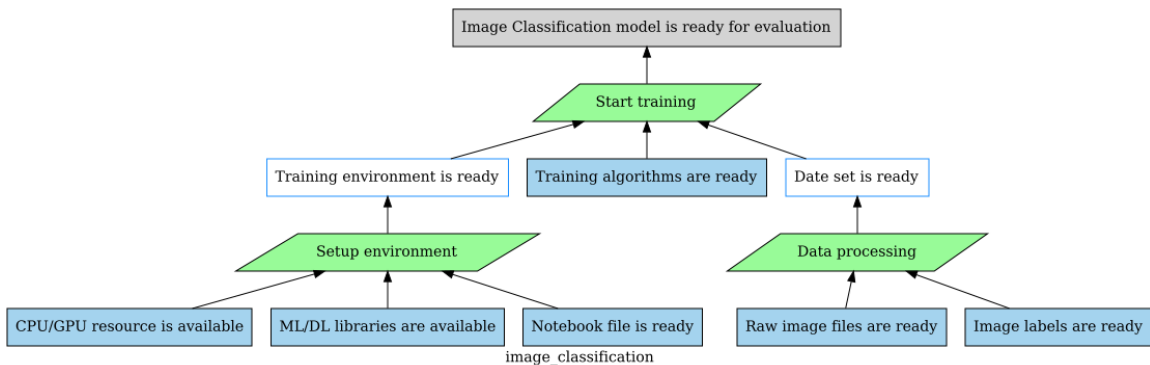 Image Classification model is ready for evaluation
Start training
Training environment is ready
Training algorithms are ready
Date set is ready
Setup environment
Data processing
CPU/GPU resource is available
ML/DL libraries are available
Notebook file is ready
Raw image files are ready
Image labels are ready
image_classification